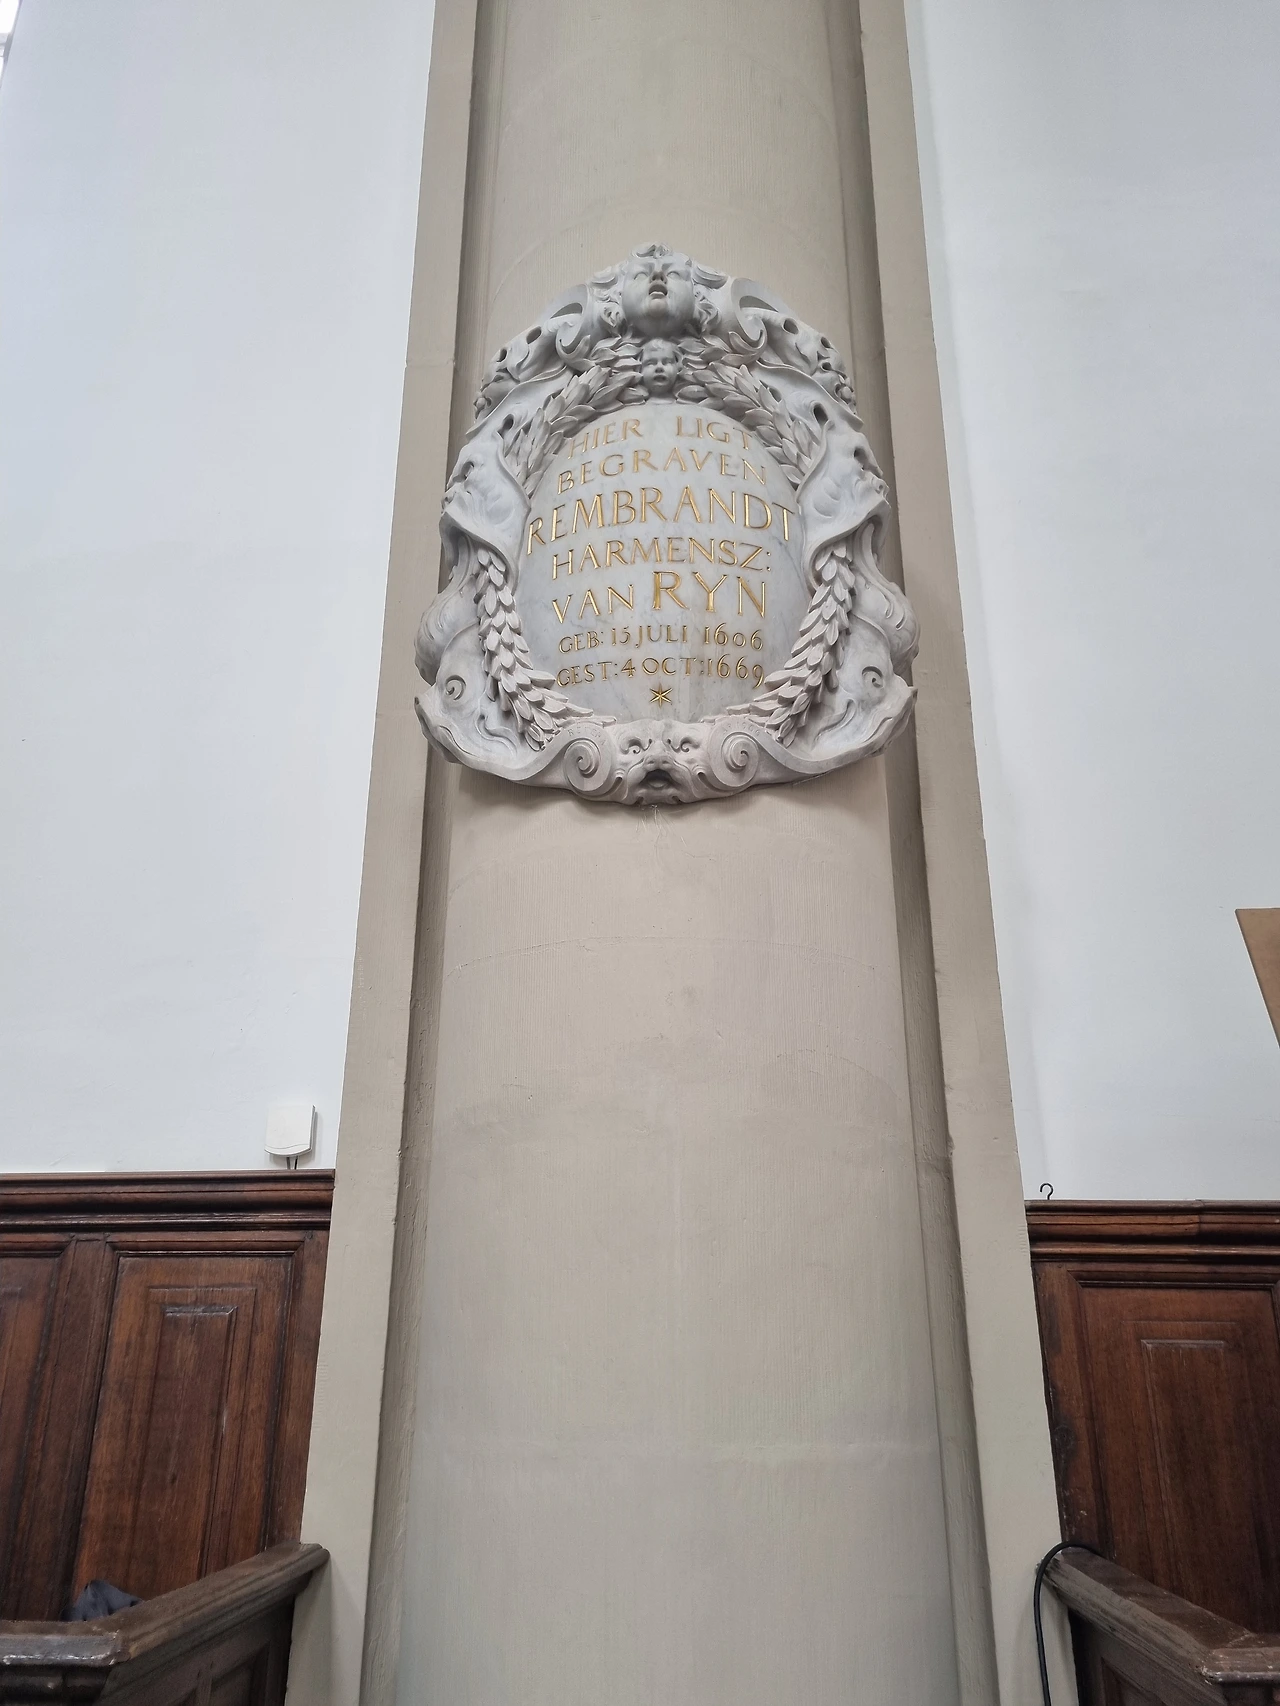 HIER LIGT
BEGRAVEN
REMBRANDT
HARMENSZ:
VAN RYN
GEB: 15 JULI 1606
GEST: 4 OCT: 1669